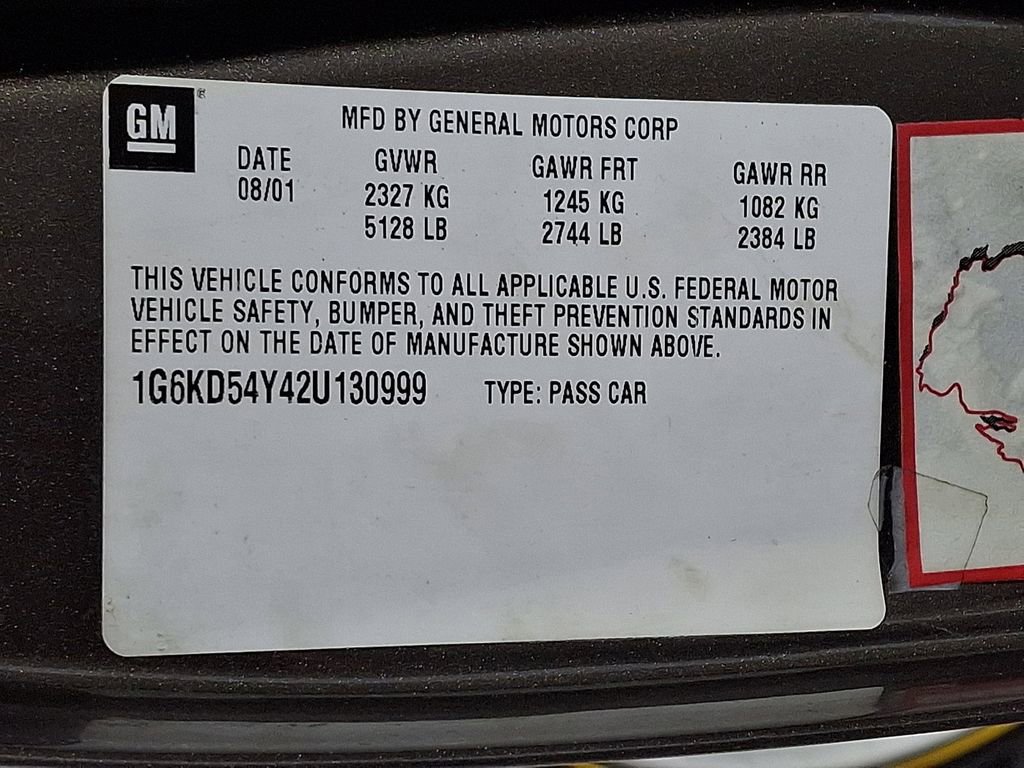 GM ®
MFD BY GENERAL MOTORS CORP
DATE GVWR GAWR FRT GAWR RR
08/01 2327 KG 1245 KG 1082 KG
5128 LB 2744 LB 2384 LB
THIS VEHICLE CONFORMS TO ALL APPLICABLE U.S. FEDERAL MOTOR
VEHICLE SAFETY, BUMPER, AND THEFT PREVENTION STANDARDS IN
EFFECT ON THE DATE OF MANUFACTURE SHOWN ABOVE.
1G6KD54Y42U130999 TYPE: PASS CAR